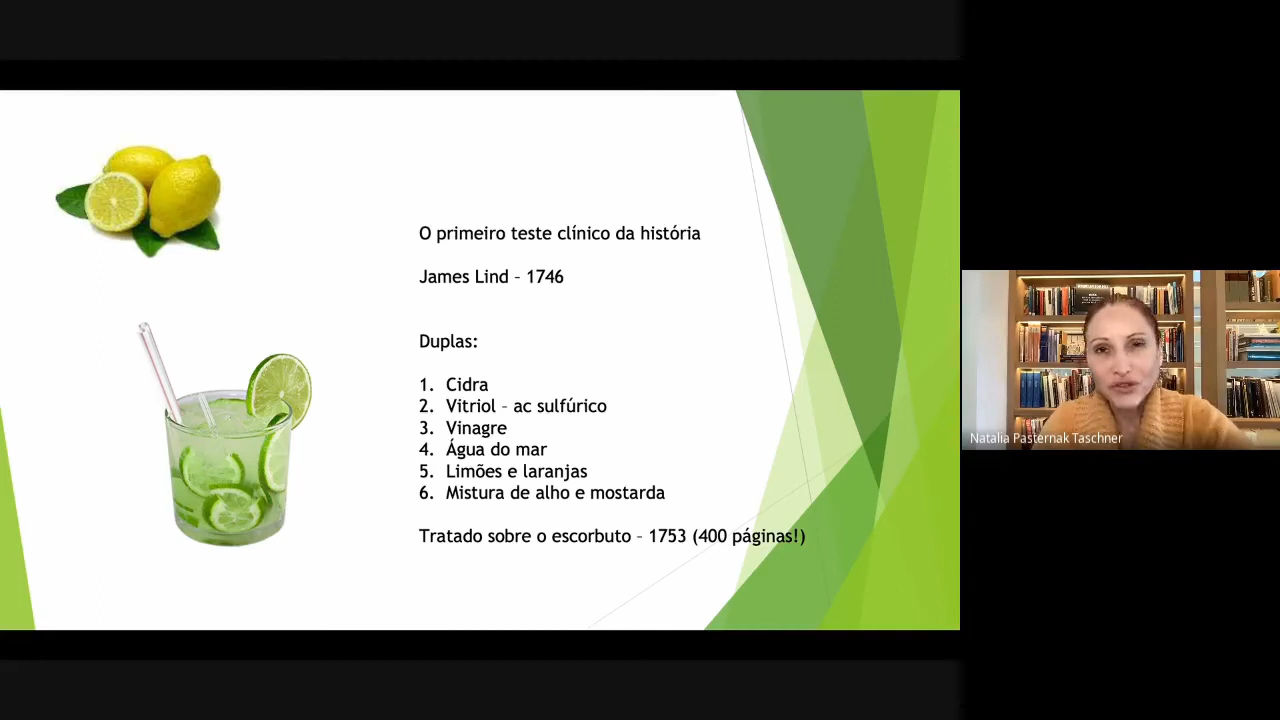 O primeiro teste clínico da história
James Lind – 1746
Duplas:
1. Cidra
2. Vitriol – ac sulfúrico
3. Vinagre
4. Água do mar
5. Limões e laranjas
6. Mistura de alho e mostarda
Tratado sobre o escorbuto – 1753 (400 páginas!)
Natalia Pasternak Taschner